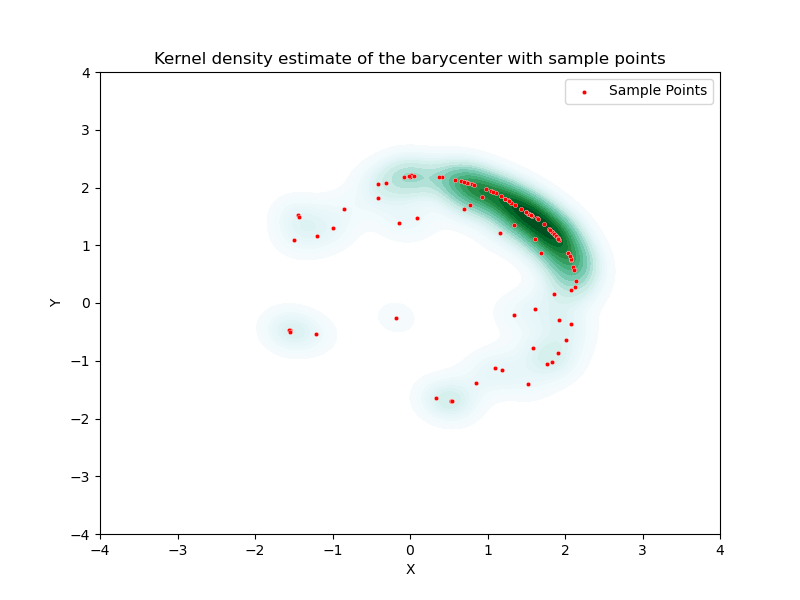 Kernel density estimate of the barycenter with sample points
Sample Points
4
3
2
1
0
−1
−2
−3
−4
Y
−4 −3 −2 −1 0 1 2 3 4
X